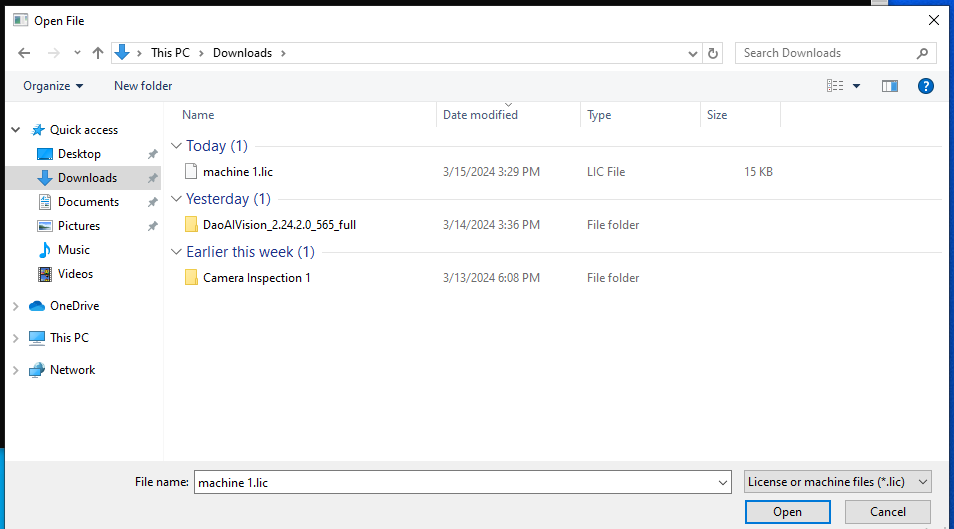 Open File
This PC > Downloads >
Search Downloads
Organize
New folder
?
Name Date modified Type Size
Quick access
Desktop
Downloads
Documents
Pictures
Music
Videos
OneDrive
This PC
Network
Today (1)
machine 1.lic 3/15/2024 3:29 PM LIC File 15 KB
Yesterday (1)
DaoAIVision_2.24.2.0_565_full 3/14/2024 3:36 PM File folder
Earlier this week (1)
Camera Inspection 1 3/13/2024 6:08 PM File folder
File name: machine 1.lic License or machine files (*.lic)
Open Cancel